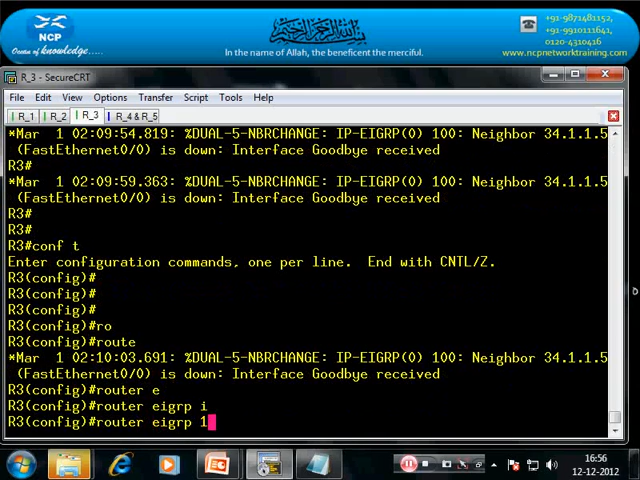 NCP
Ocean of knowledge.....
بسم الله الرحمن الرحيم
In the name of Allah, the beneficent the merciful.
+91-9871481152,
+91-9910111641,
0120-4310416
www.ncpnetworktraining.com
R_3 - SecureCRT
File Edit View Options Transfer Script Tools Help
R_1 R_2 R_3 R_4 & R_5
*Mar 1 02:09:54.819: %DUAL-5-NBRCHANGE: IP-EIGRP(0) 100: Neighbor 34.1.1.5
(FastEthernet0/0) is down: Interface Goodbye received
R3#
*Mar 1 02:09:59.363: %DUAL-5-NBRCHANGE: IP-EIGRP(0) 100: Neighbor 34.1.1.5
(FastEthernet0/0) is down: Interface Goodbye received
R3#
R3#
R3#conf t
Enter configuration commands, one per line. End with CNTL/Z.
R3(config)#
R3(config)#
R3(config)#
R3(config)#ro
R3(config)#route
*Mar 1 02:10:03.691: %DUAL-5-NBRCHANGE: IP-EIGRP(0) 100: Neighbor 34.1.1.5
(FastEthernet0/0) is down: Interface Goodbye received
R3(config)#router e
R3(config)#router eigrp i
R3(config)#router eigrp 1
16:56
12-12-2012